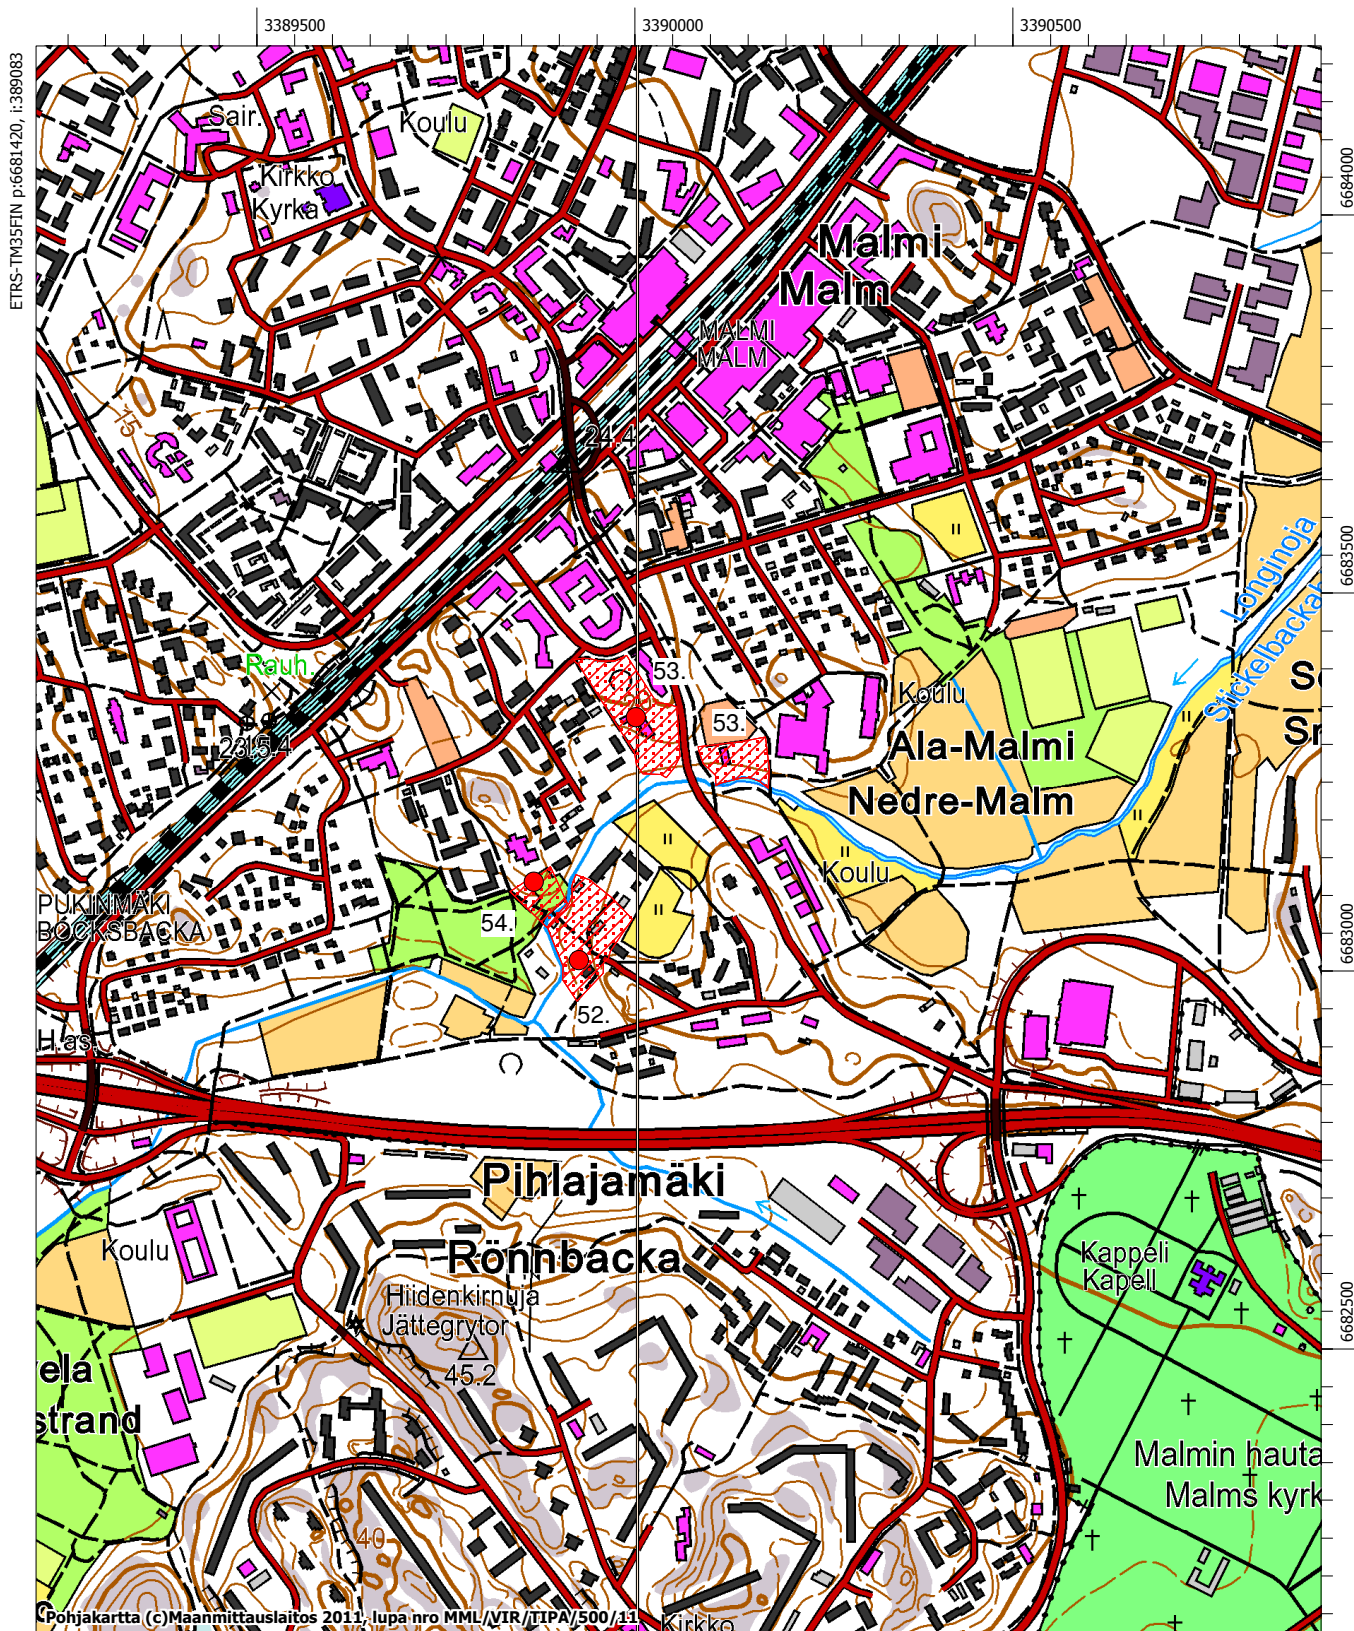 3389500
3390000
3390500
ETRS-TM35FIN p:6681420, i:389083
Sair.
Koulu
6684000
Kirkko
Kyrka
Malmi
Malm
MALMI
MALM
15
24.4
6683500
Longinoja
Stickelbacka
Rauh.
53.
Koulu
53.
Ala-Malmi
Nedre-Malm
Koulu
PUKINMÄKI
BOCKSBACKA
54.
6683000
52.
H.as.
Pihlajamäki
Rönnbacka
Koulu
Kappeli
Kapell
Hiidenkirnuja
Jättegrytor
45.2
6682500
vela
strand
Malmin hauta
Malms kyrk
40
Pohjakartta (c)Maanmittauslaitos 2011, lupa nro MML/VIR/TIPA/500/11
Kirkko